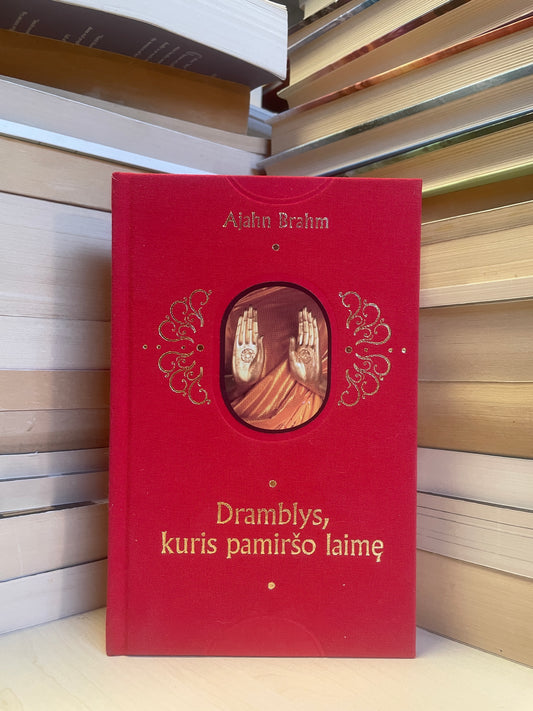 Ajahn Brahm
Dramblys,
kuris pamiršo laimę